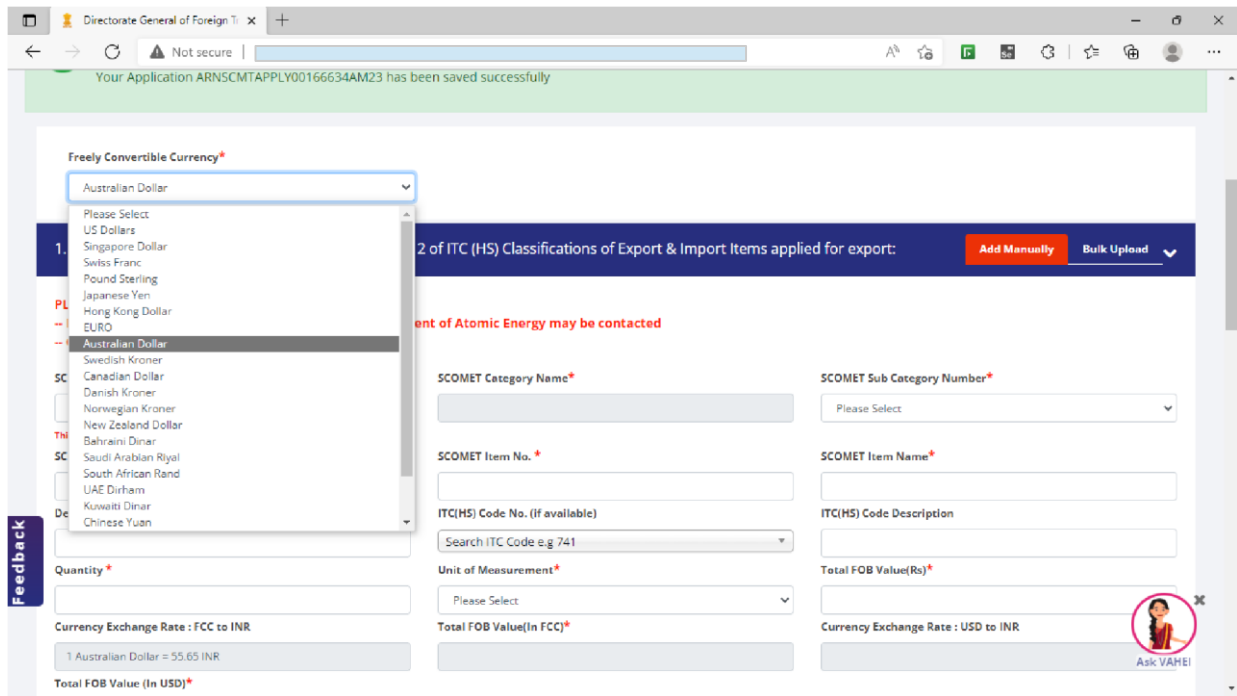 Directorate General of Foreign Tr
Not secure
Your Application ARNSCMTAPPLY00166634AM23 has been saved successfully
Freely Convertible Currency*
Australian Dollar
Please Select
US Dollars
Singapore Dollar
Swiss Franc
Pound Sterling
Japanese Yen
Hong Kong Dollar
EURO
Australian Dollar
Swedish Kroner
Canadian Dollar
Danish Kroner
Norwegian Kroner
New Zealand Dollar
Bahraini Dinar
Saudi Arabian Riyal
South African Rand
UAE Dirham
Kuwaiti Dinar
Chinese Yuan
1. 2 of ITC (HS) Classifications of Export & Import Items applied for export: Add Manually Bulk Upload
PL
-- ent of Atomic Energy may be contacted
--
SC SCOMET Category Name* SCOMET Sub Category Number*
Please Select
Thi
SC SCOMET Item No. * SCOMET Item Name*
De ITC(HS) Code No. (if available) ITC(HS) Code Description
Search ITC Code e.g 741
Quantity * Unit of Measurement* Total FOB Value(Rs)*
Please Select
Currency Exchange Rate : FCC to INR Total FOB Value(In FCC)* Currency Exchange Rate : USD to INR
1 Australian Dollar = 55.65 INR
Total FOB Value (In USD)*
Feedback
Ask VAHEI